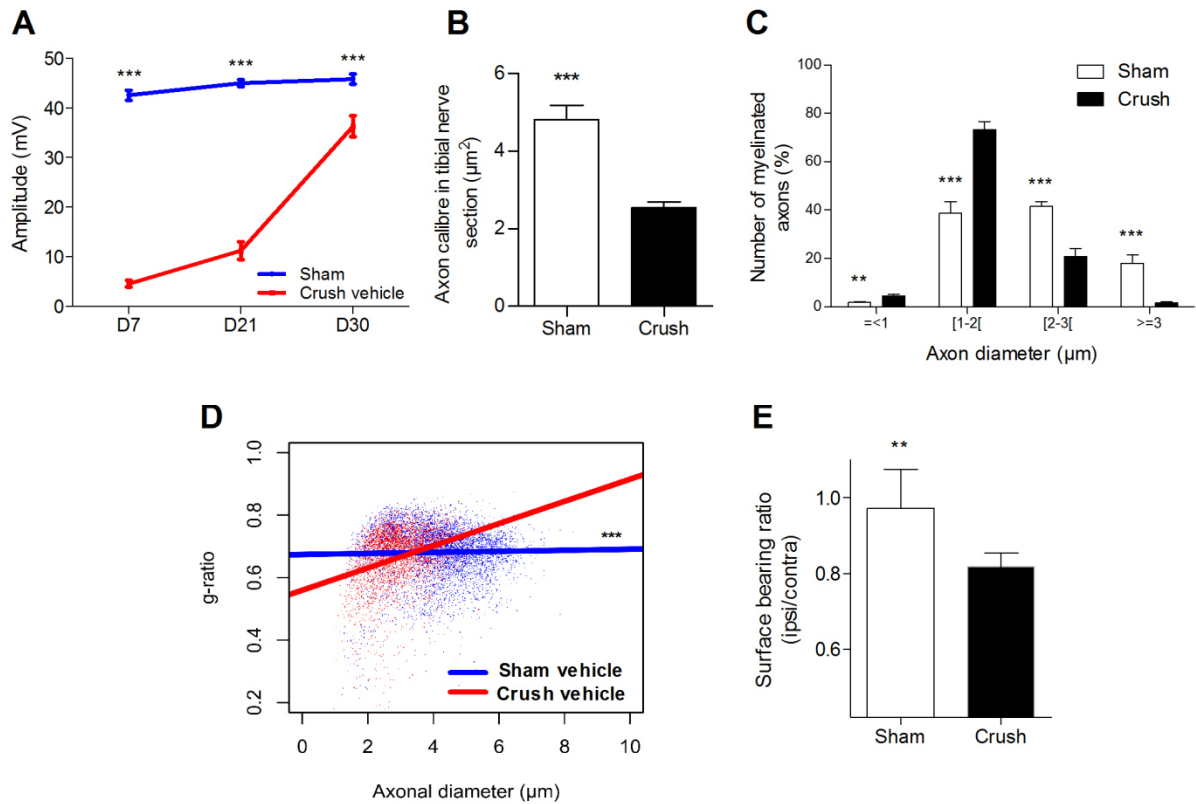 A
Amplitude (mV)
50
40
30
20
10
0
***
***
***
Sham
Crush vehicle
D7
D21
D30
B
Axon calibre in tibial nerve
section (µm²)
6
4
2
0
***
Sham
Crush
C
Number of myelinated
axons (%)
100
80
60
40
20
0
Sham
Crush
**
***
***
***
=<1
[1-2[
[2-3[
>=3
Axon diameter (µm)
D
g-ratio
1.0
0.8
0.6
0.4
0.2
***
Sham vehicle
Crush vehicle
0 2 4 6 8 10
Axonal diameter (µm)
E
Surface bearing ratio
(ipsi/contra)
1.0
0.8
0.6
**
Sham
Crush